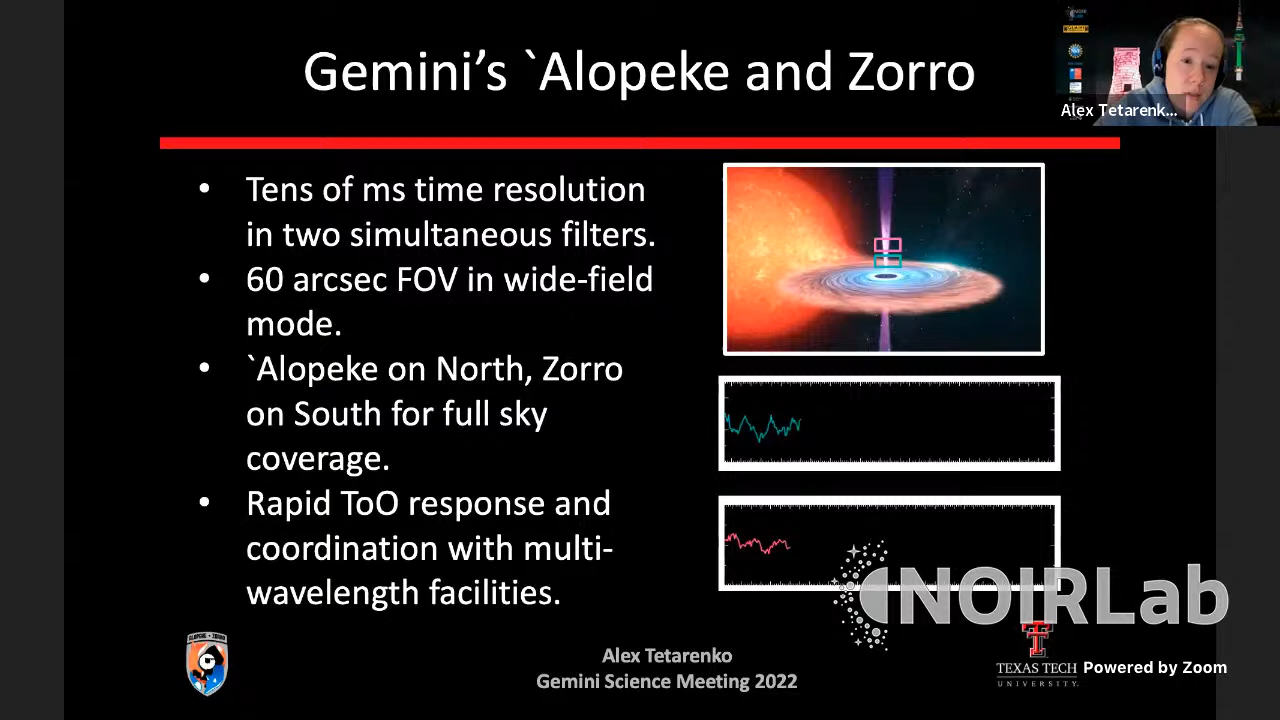 Gemini’s `Alopeke and Zorro
Alex Tetarenk...
• Tens of ms time resolution
in two simultaneous filters.
• 60 arcsec FOV in wide-field
mode.
• `Alopeke on North, Zorro
on South for full sky
coverage.
• Rapid ToO response and
coordination with multi-
wavelength facilities.
NOIRLab
Alex Tetarenko
Gemini Science Meeting 2022
TEXAS TECH
UNIVERSITY.
Powered by Zoom